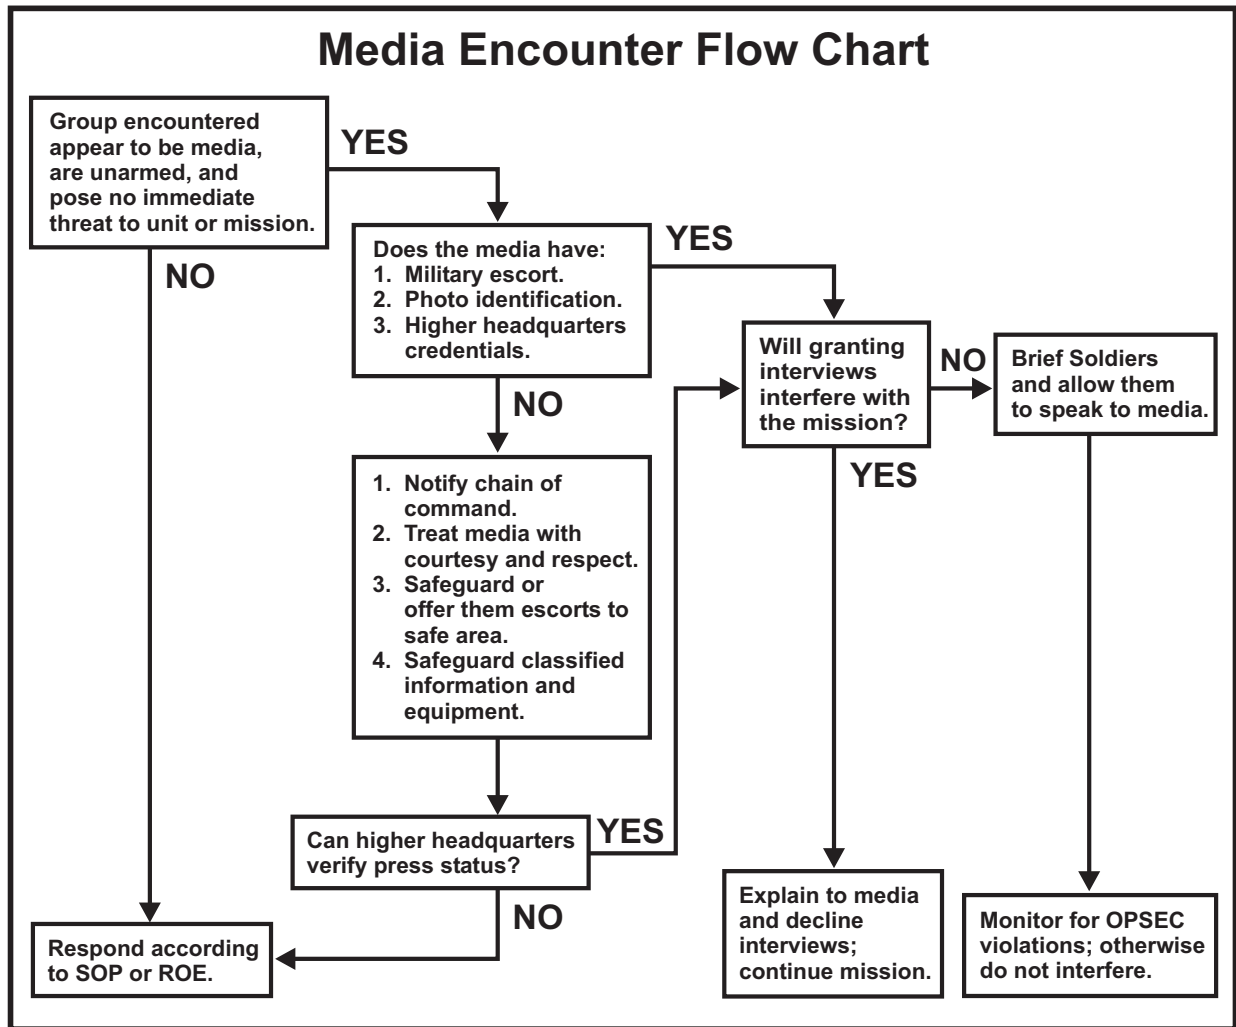 Media Encounter Flow Chart
Group encountered
appear to be media,
are unarmed, and
pose no immediate
threat to unit or mission.
YES
NO
Does the media have:
1. Military escort.
2. Photo identification.
3. Higher headquarters
credentials.
YES
NO
Will granting
interviews
interfere with
the mission?
NO
YES
Brief Soldiers
and allow them
to speak to media.
1. Notify chain of
command.
2. Treat media with
courtesy and respect.
3. Safeguard or
offer them escorts to
safe area.
4. Safeguard classified
information and
equipment.
Can higher headquarters
verify press status?
YES
NO
Respond according
to SOP or ROE.
Explain to media
and decline
interviews;
continue mission.
Monitor for OPSEC
violations; otherwise
do not interfere.